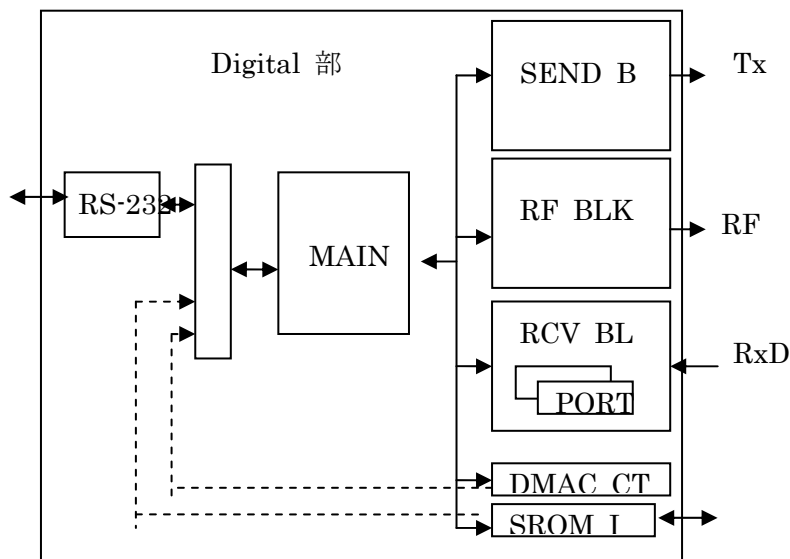 Digital 部
SEND B
Tx
RS-232
MAIN
RF BLK
RF
RCV BL
RxD
PORT
DMAC CT
SROM I